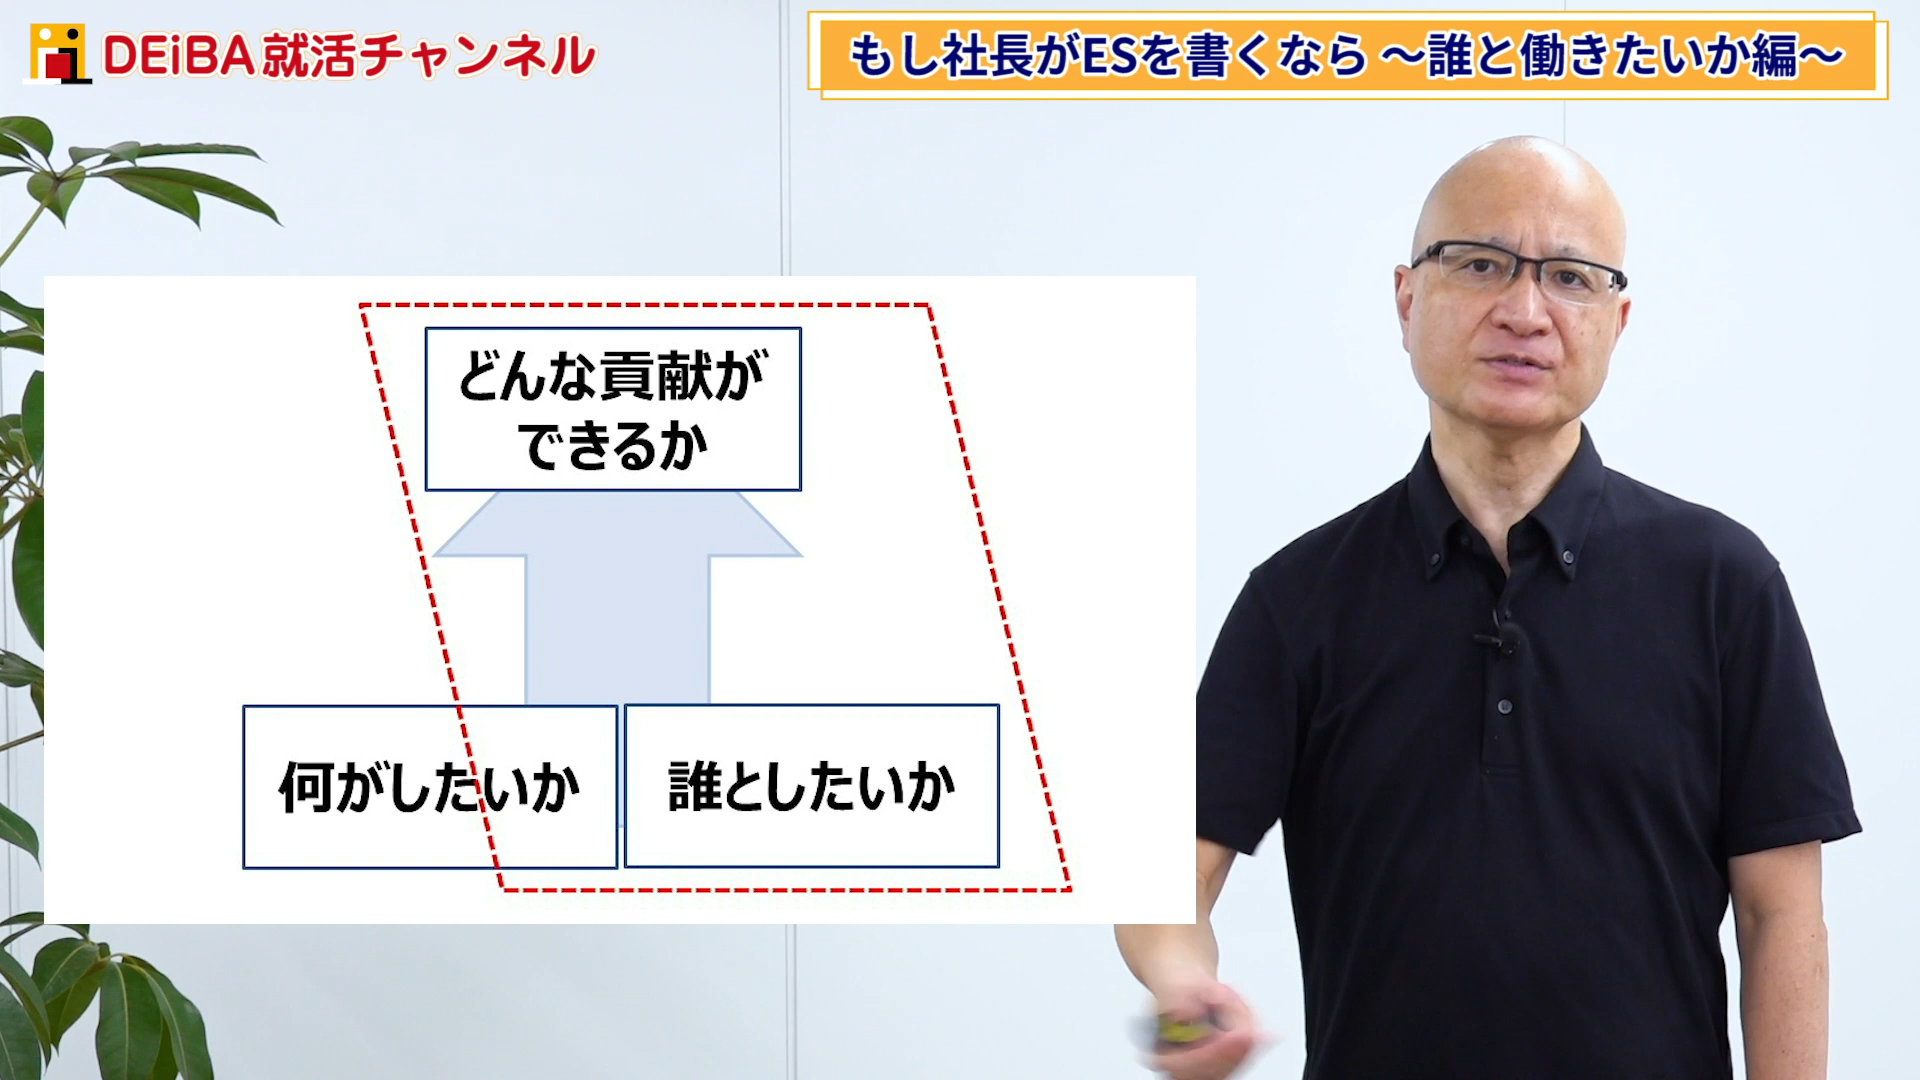 DEiBA就活チャンネル
もし社長がESを書くなら ～誰と働きたいか編～
どんな貢献が
できるか
何がしたいか
誰としたいか